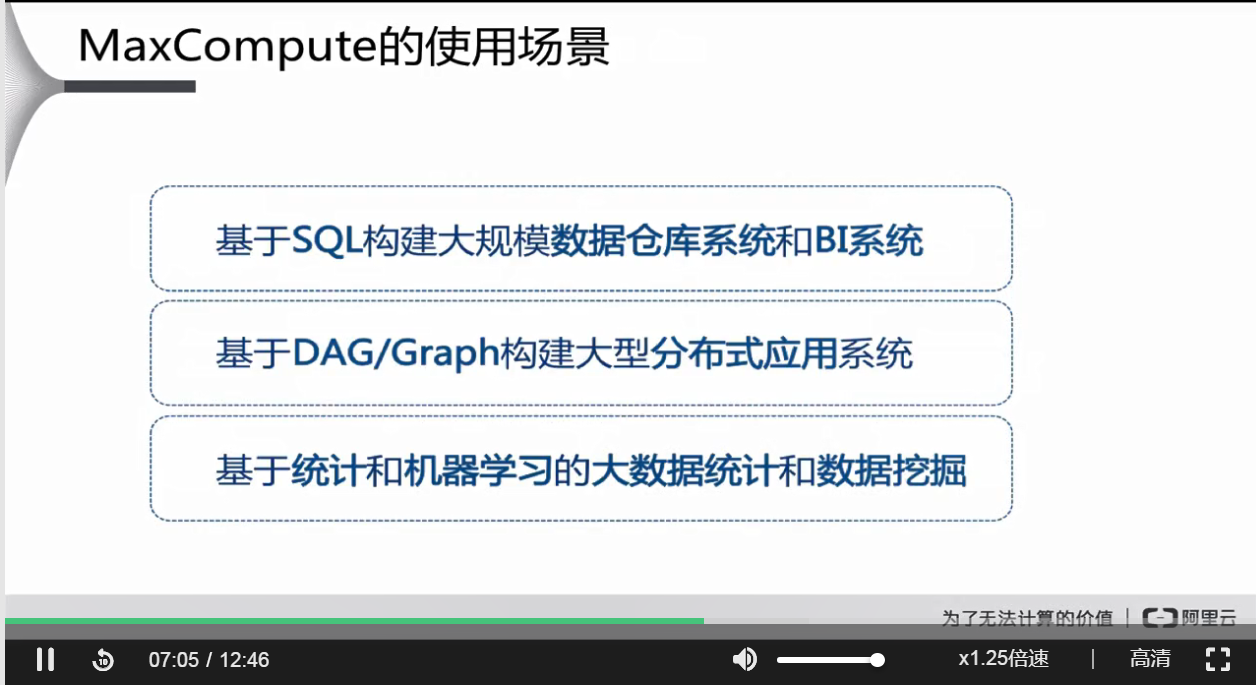 MaxCompute的使用场景
基于SQL构建大规模数据仓库系统和BI系统
基于DAG/Graph构建大型分布式应用系统
基于统计和机器学习的大数据统计和数据挖掘
为了无法计算的价值 | 阿里云
10
07:05 / 12:46
x1.25倍速 | 高清